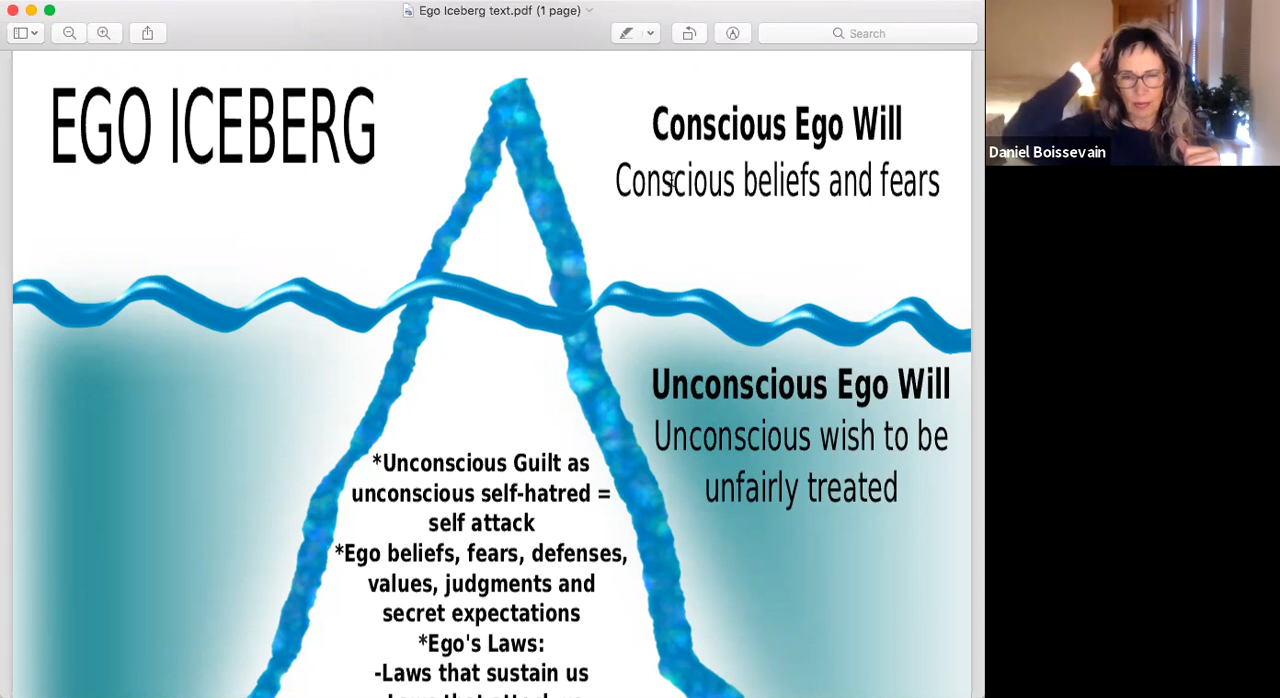 Ego Iceberg text.pdf (1 page)
Search
EGO ICEBERG
Conscious Ego Will
Conscious beliefs and fears
Daniel Boissevain
Unconscious Ego Will
Unconscious wish to be
unfairly treated
*Unconscious Guilt as
unconscious self-hatred =
self attack
*Ego beliefs, fears, defenses,
values, judgments and
secret expectations
*Ego's Laws:
-Laws that sustain us